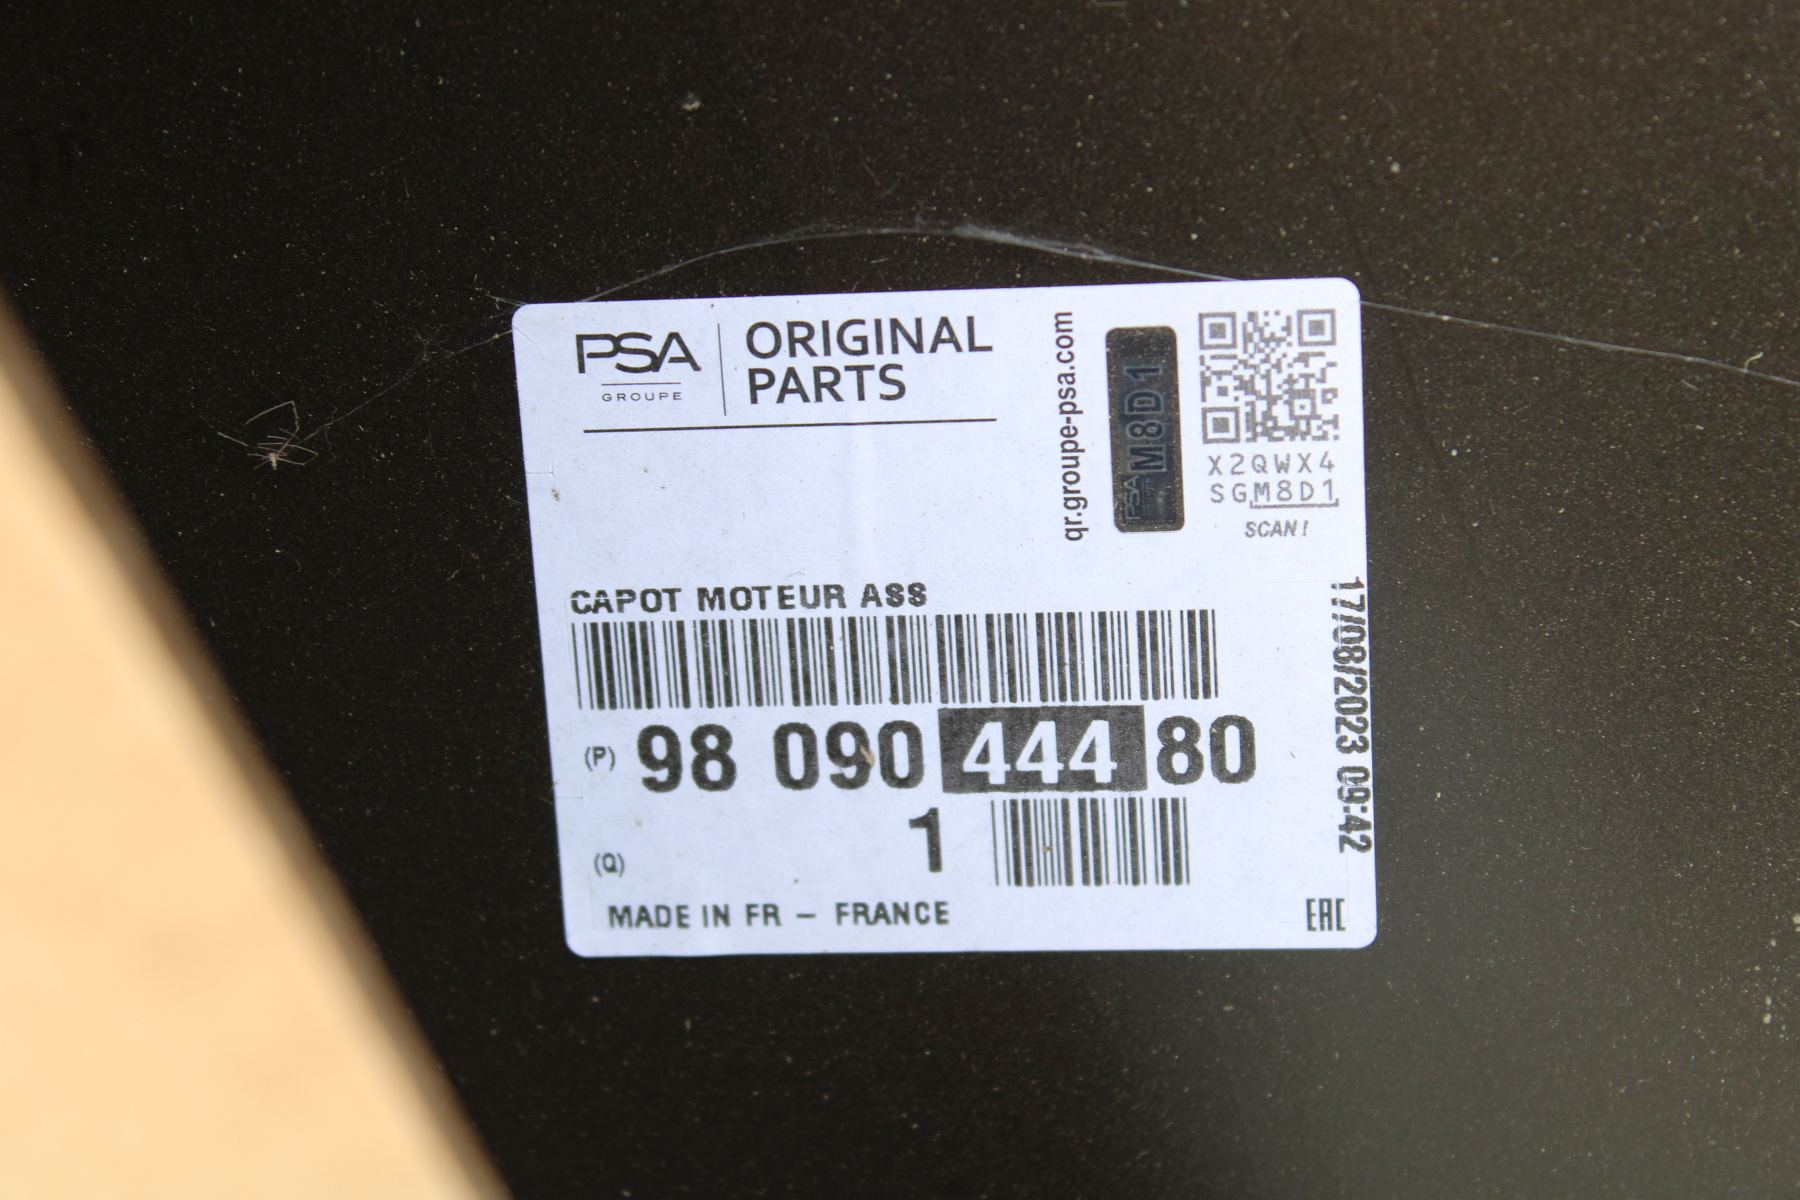 PSA
GROUPE
ORIGINAL
PARTS
qr.groupe-psa.com
PSA
M8D1
X2QWX4
SGM8D1
SCAN!
CAPOT MOTEUR ASS
17/08/2023 09:42
(P) 98 090 444 80
(Q) 1
MADE IN FR - FRANCE
EAC